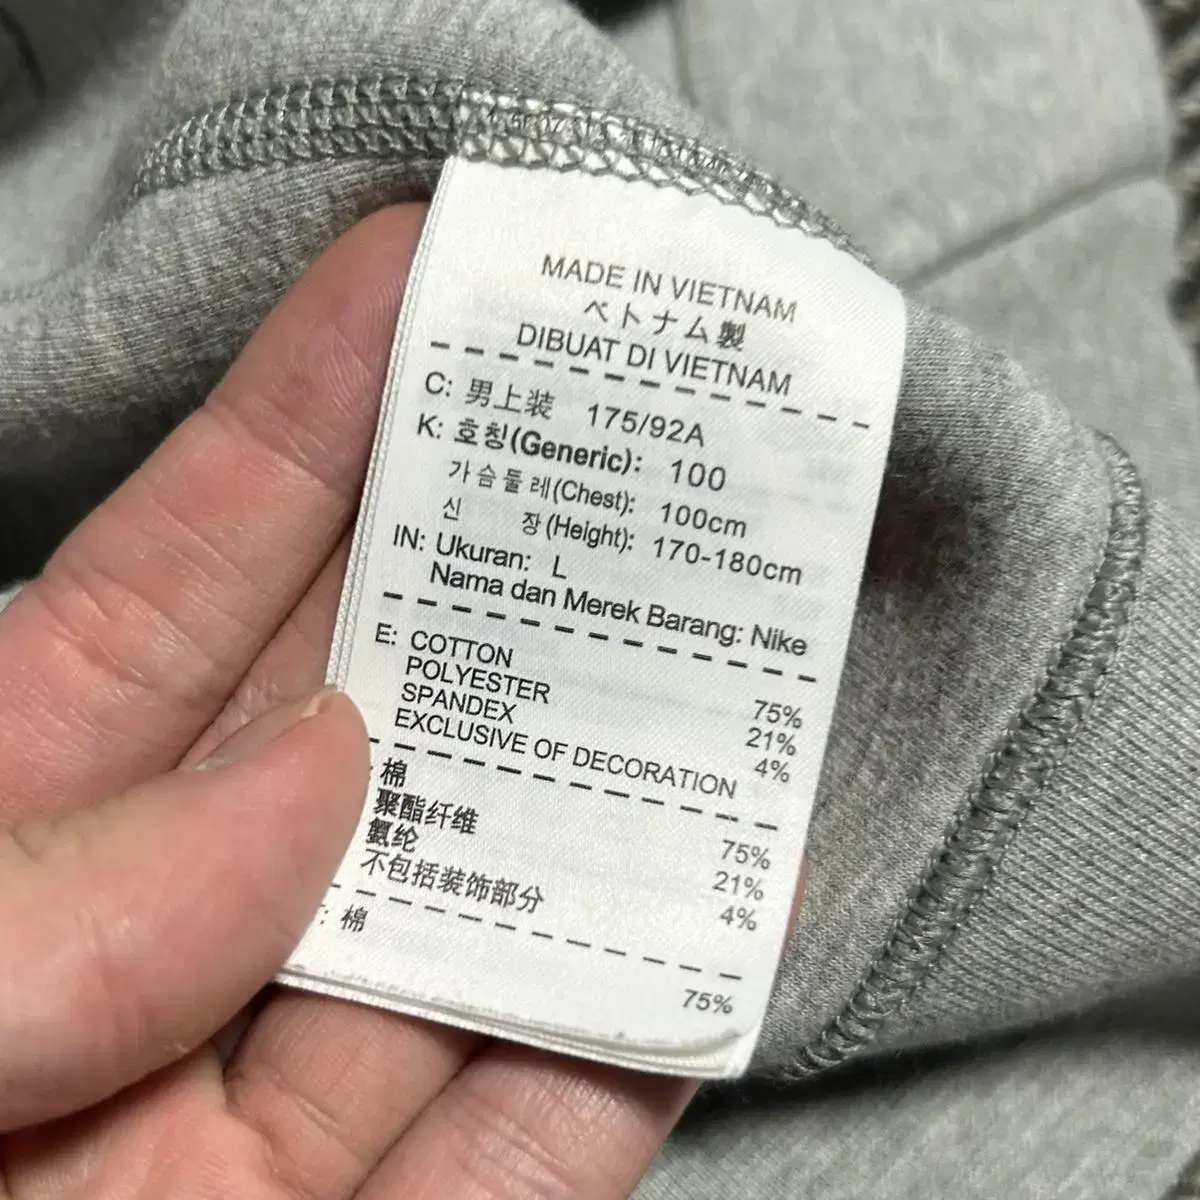 MADE IN VIETNAM
ベトナム製
DIBUAT DI VIETNAM
C: 男上装 175/92A
K: 호칭(Generic): 100
가슴둘레(Chest): 100cm
신 장(Height): 170-180cm
IN: Ukuran: L
Nama dan Merek Barang: Nike
E: COTTON 75%
POLYESTER 21%
SPANDEX 4%
EXCLUSIVE OF DECORATION
棉 75%
聚酯纤维 21%
氨纶 4%
不包括装饰部分
棉 75%